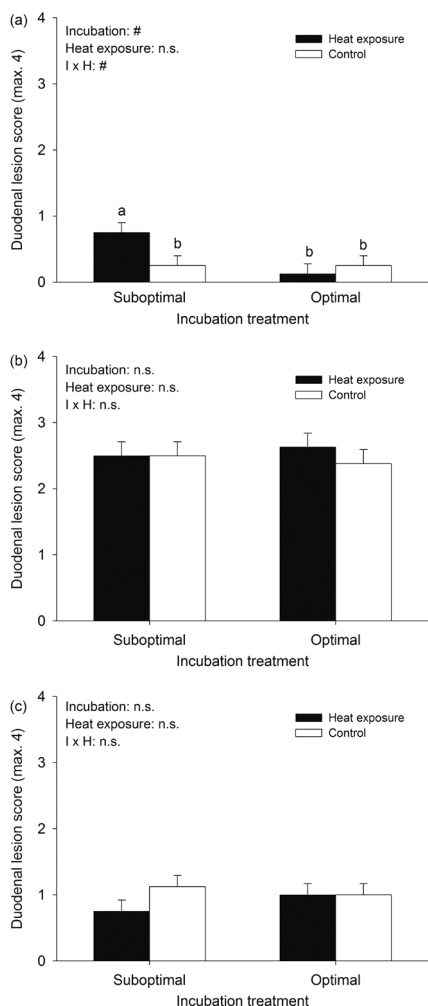 (a)
Incubation: #
Heat exposure: n.s.
I x H: #
Heat exposure
Control
Duodenal lesion score (max. 4)
4
3
2
1
0
a
b
b
b
Suboptimal
Optimal
Incubation treatment
(b)
Incubation: n.s.
Heat exposure: n.s.
I x H: n.s.
Heat exposure
Control
Duodenal lesion score (max. 4)
4
3
2
1
0
Suboptimal
Optimal
Incubation treatment
(c)
Incubation: n.s.
Heat exposure: n.s.
I x H: n.s.
Heat exposure
Control
Duodenal lesion score (max. 4)
4
3
2
1
0
Suboptimal
Optimal
Incubation treatment